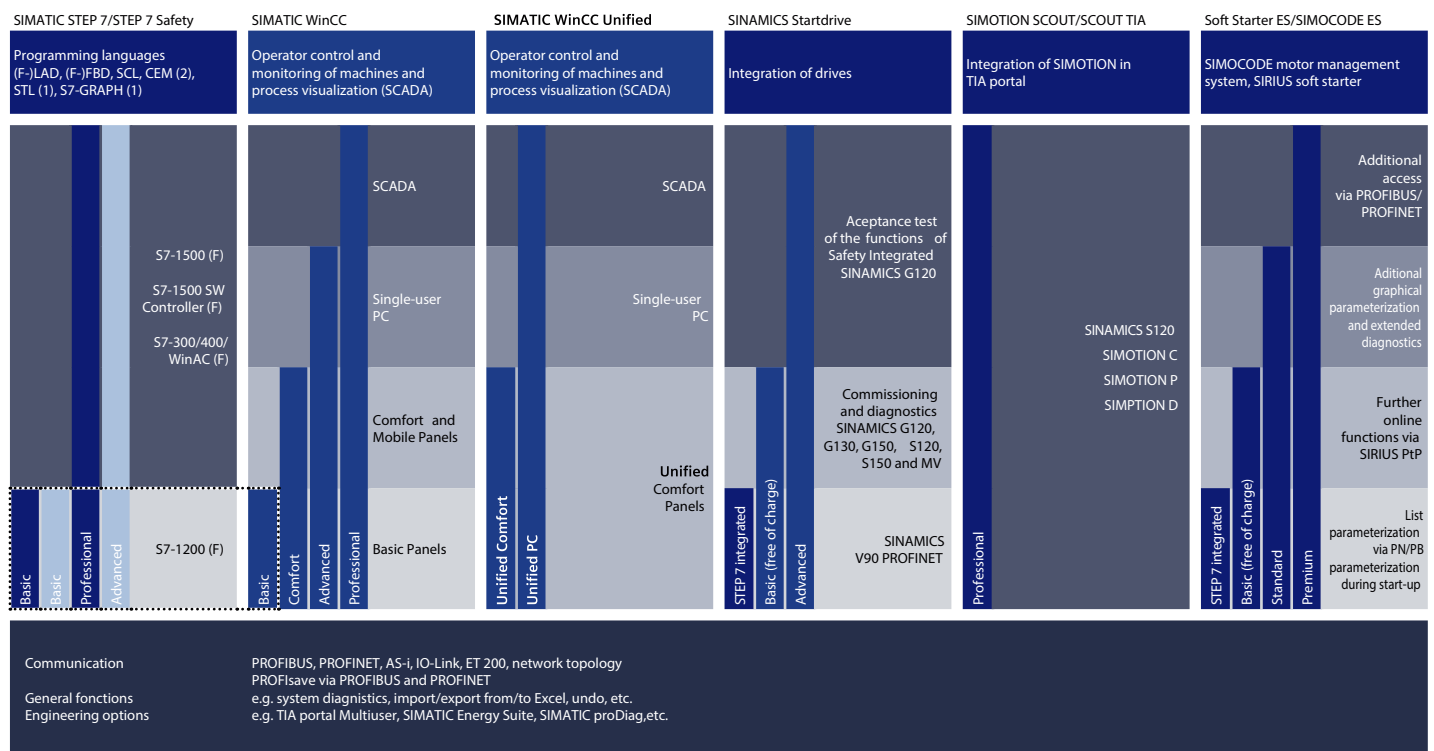 SIMATIC STEP 7/STEP 7 Safety
Programming languages
(F-)LAD, (F-)FBD, SCL, CEM (2),
STL (1), S7-GRAPH (1)
S7-1500 (F)
S7-1500 SW
Controller (F)
S7-300/400/
WinAC (F)
S7-1200 (F)
Basic
Basic
Professional
Advanced
SIMATIC WinCC
Operator control and
monitoring of machines and
process visualization (SCADA)
SCADA
Single-user
PC
Comfort and
Mobile Panels
Basic Panels
Basic
Comfort
Advanced
Professional
SIMATIC WinCC Unified
Operator control and
monitoring of machines and
process visualization (SCADA)
SCADA
Single-user
PC
Unified
Comfort
Panels
Unified Comfort
Unified PC
SINAMICS Startdrive
Integration of drives
Aceptance test
of the functions of
Safety Integrated
SINAMICS G120
Commissioning
and diagnostics
SINAMICS G120,
G130, G150, S120,
S150 and MV
SINAMICS
V90 PROFINET
STEP 7 integrated
Basic (free of charge)
Advanced
SIMOTION SCOUT/SCOUT TIA
Integration of SIMOTION in
TIA portal
SINAMICS S120
SIMOTION C
SIMOTION P
SIMPTION D
Professional
Soft Starter ES/SIMOCODE ES
SIMOCODE motor management
system, SIRIUS soft starter
Additional
access
via PROFIBUS/
PROFINET
Aditional
graphical
parameterization
and extended
diagnostics
Further
online
functions via
SIRIUS PtP
List
parameterization
via PN/PB
parameterization
during start-up
STEP 7 integrated
Basic (free of charge)
Standard
Premium
Communication PROFIBUS, PROFINET, AS-i, IO-Link, ET 200, network topology
PROFIsave via PROFIBUS and PROFINET
General fonctions e.g. system diagnostics, import/export from/to Excel, undo, etc.
Engineering options e.g. TIA portal Multiuser, SIMATIC Energy Suite, SIMATIC proDiag,etc.